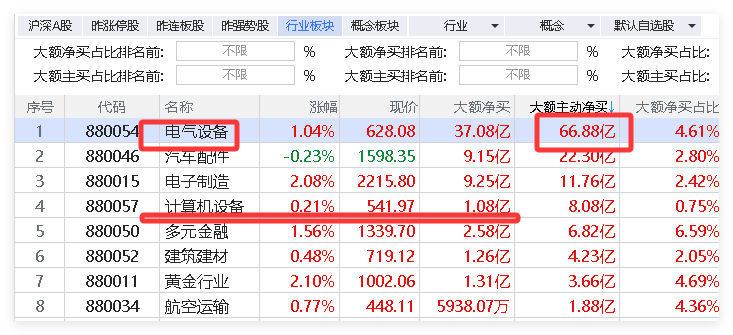 沪深A股 昨涨停股 昨连板股 昨强势股 行业板块 概念板块 行业 概念 默认自选股
大额净买占比排名前: 不限 % 大额主买排名前: 不限 % 大额净买占比:
大额主买占比排名前: 不限 % 大额净买排名前: 不限 % 大额主买占比:
序号 代码 名称 涨幅 现价 大额净买 大额主动净买↓ 大额净买占比
1 880054 电气设备 1.04% 628.08 37.08亿 66.88亿 4.61%
2 880046 汽车配件 -0.23% 1598.35 9.15亿 22.30亿 2.80%
3 880015 电子制造 2.08% 2215.80 9.25亿 11.76亿 2.42%
4 880057 计算机设备 0.21% 541.97 1.08亿 8.08亿 0.75%
5 880050 多元金融 1.56% 1339.70 2.58亿 6.82亿 6.59%
6 880052 建筑建材 0.48% 719.12 1.26亿 4.23亿 2.05%
7 880011 黄金行业 2.10% 1002.06 1.31亿 3.66亿 4.69%
8 880034 航空运输 0.77% 448.11 5938.07万 1.88亿 4.36%